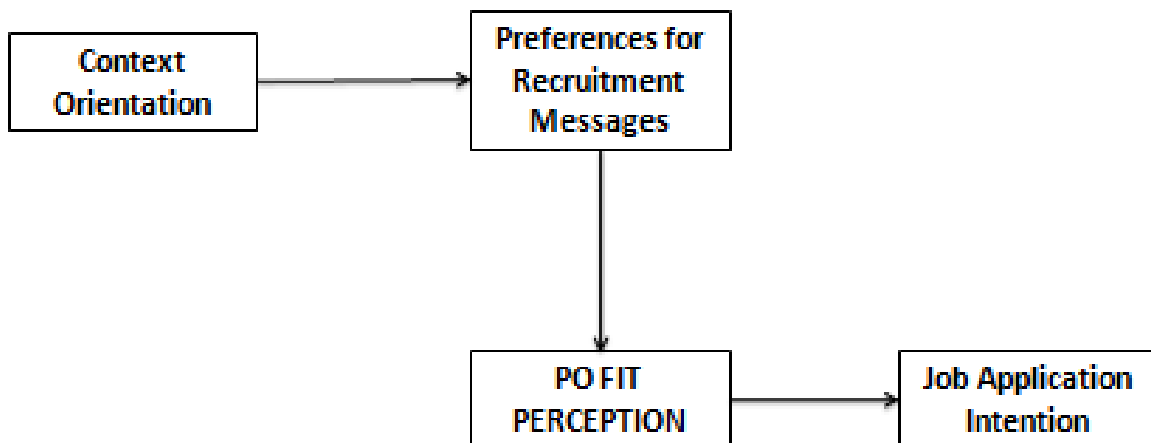 Context
Orientation
Preferences for
Recruitment
Messages
PO FIT
PERCEPTION
Job Application
Intention